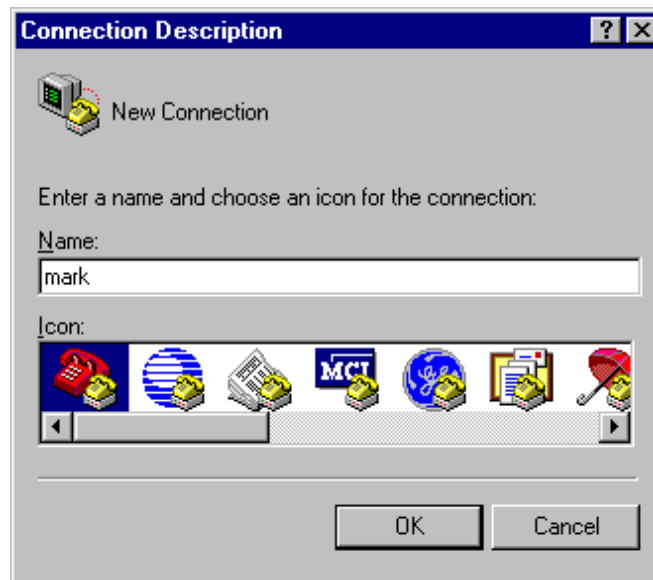 Connection Description
New Connection
Enter a name and choose an icon for the connection:
Name:
mark
Icon:
MCI
OK Cancel